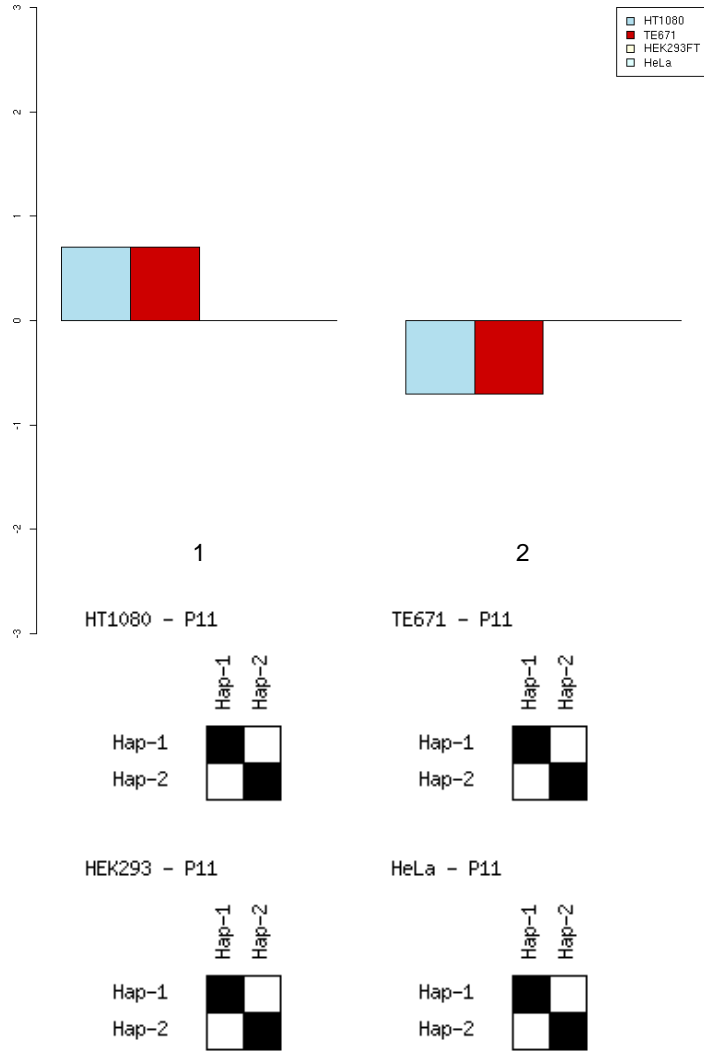 3
2
1
0
-1
-2
-3
HT1080
TE671
HEK293FT
HeLa
1
2
HT1080 - P11
Hap-1
Hap-2
Hap-1
Hap-2
TE671 - P11
Hap-1
Hap-2
Hap-1
Hap-2
HEK293 - P11
Hap-1
Hap-2
Hap-1
Hap-2
HeLa - P11
Hap-1
Hap-2
Hap-1
Hap-2